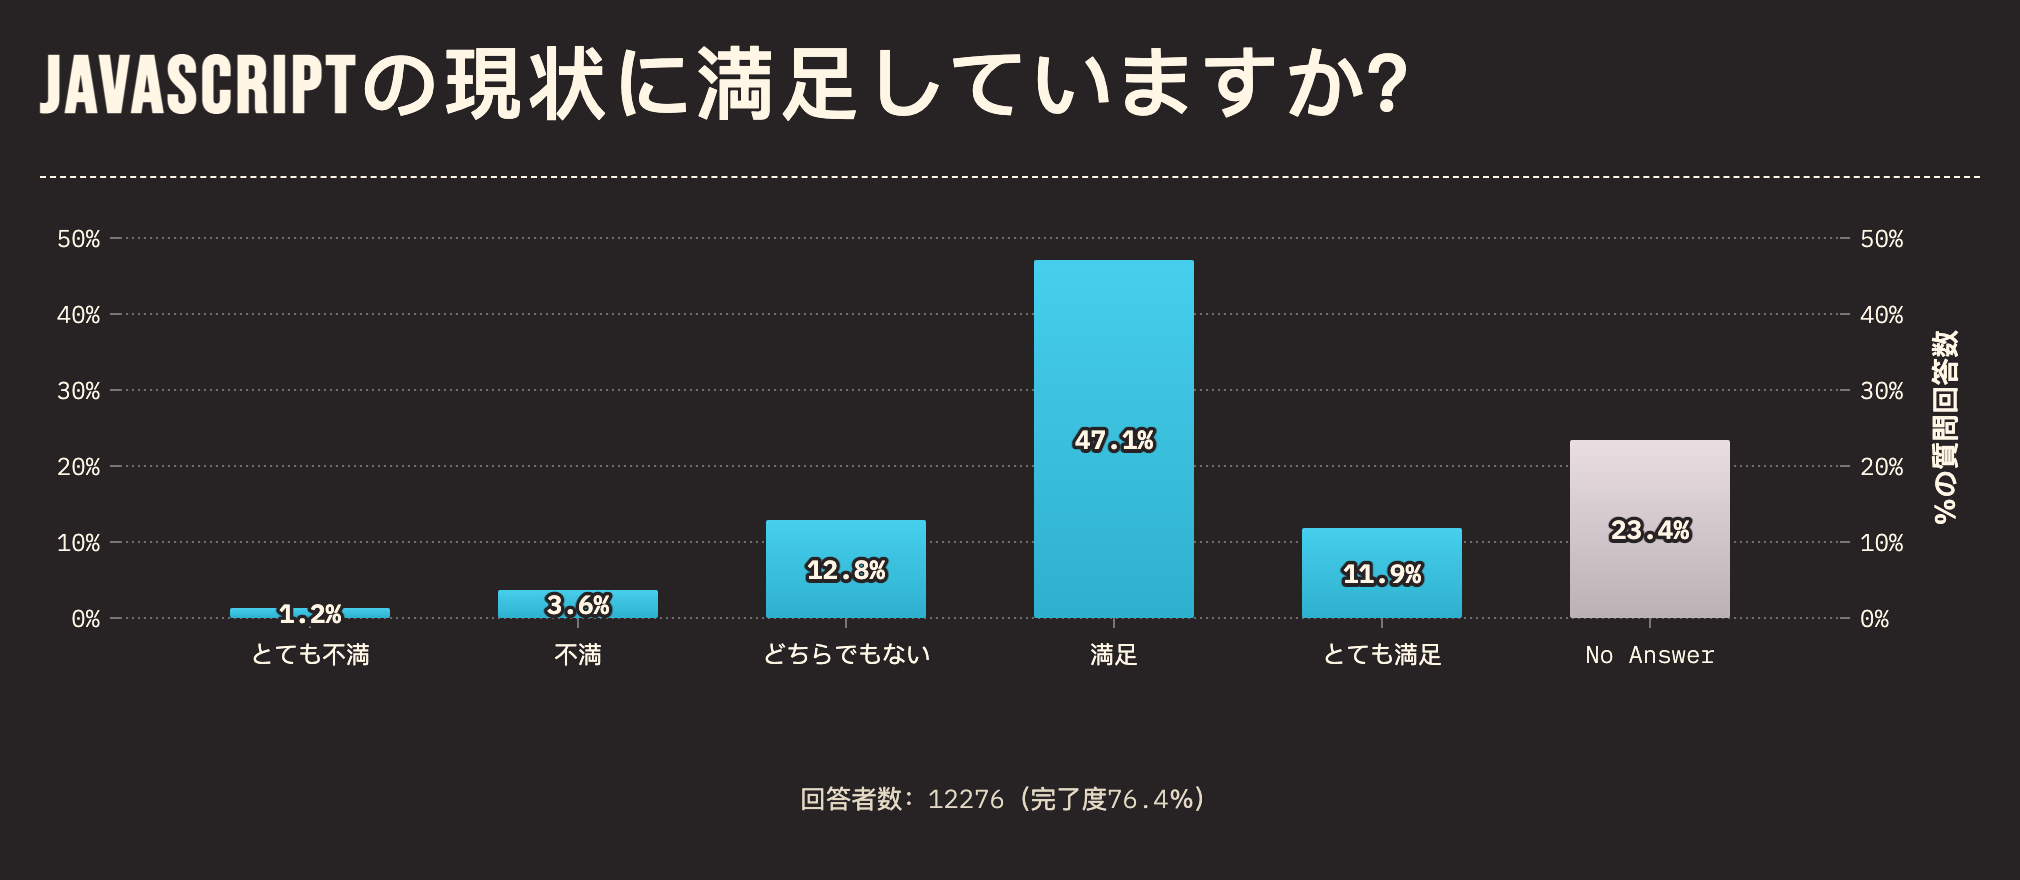 JAVASCRIPTの現状に満足していますか?
50%
40%
30%
20%
10%
0%
1.2%
3.6%
12.8%
47.1%
11.9%
23.4%
50%
40%
30%
20%
10%
0%
%の質問回答数
とても不満
不満
どちらでもない
満足
とても満足
No Answer
回答者数：12276（完了度76.4%）